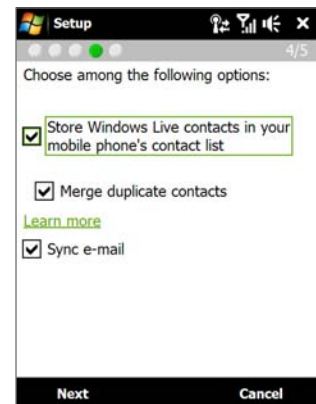 Setup
4/5
Choose among the following options:
Store Windows Live contacts in your
mobile phone's contact list
Merge duplicate contacts
Learn more
Sync e-mail
Next Cancel